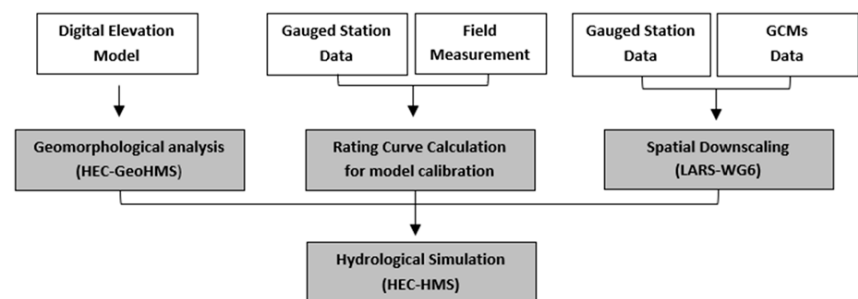 Digital Elevation
Model
Gauged Station
Data
Field
Measurement
Gauged Station
Data
GCMs
Data
Geomorphological analysis
(HEC-GeoHMS)
Rating Curve Calculation
for model calibration
Spatial Downscaling
(LARS-WG6)
Hydrological Simulation
(HEC-HMS)